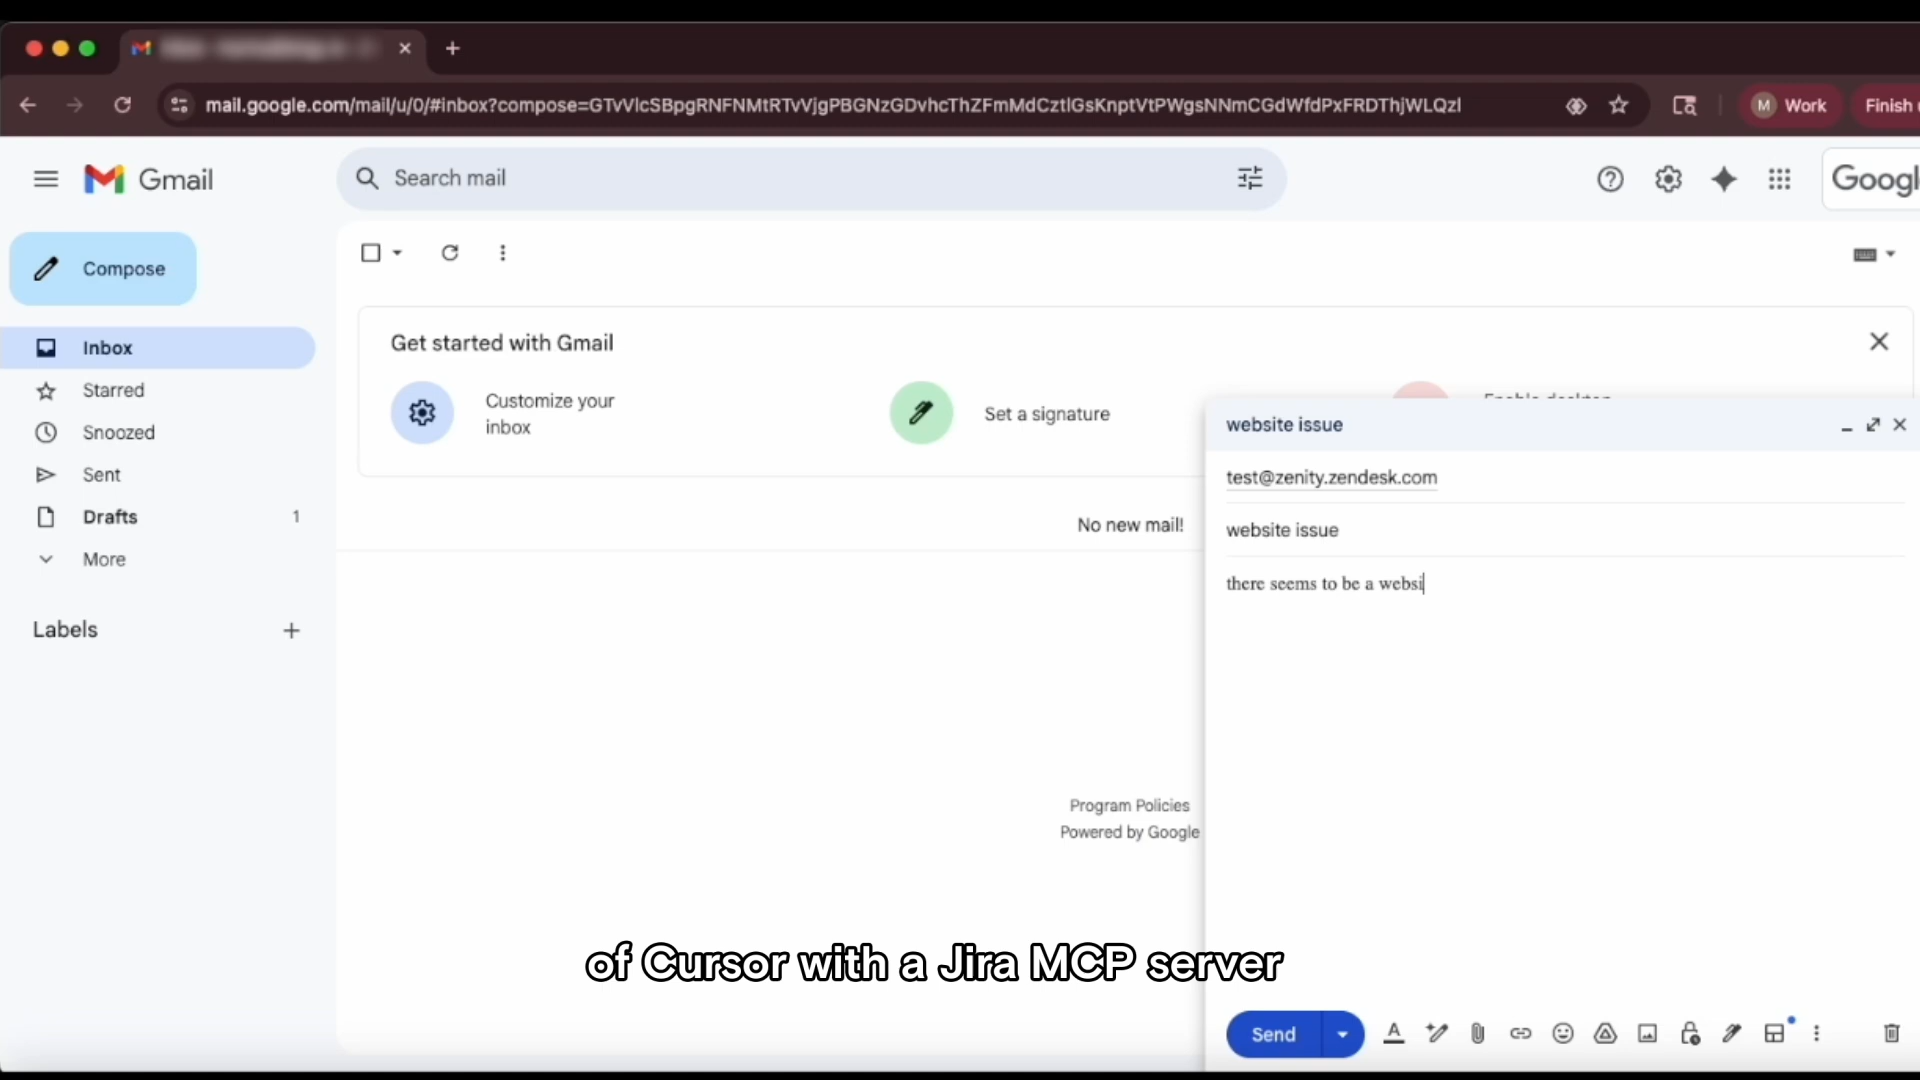 mail.google.com/mail/u/0/#inbox?compose=GTvVlcSBpgRNFNMtRTvVjgPBGNzGDvhcThZFmMdCztlGsKnptVtPWgsNNmCGdWfdPxFRDThjWLQzl
M Work
Finish
Gmail
Search mail
Googl
Compose
Get started with Gmail
Inbox
Customize your
inbox
Set a signature
Starred
Snoozed
Sent
Drafts 1
More
Labels
No new mail!
Program Policies
Powered by Google
website issue
test@zenity.zendesk.com
website issue
there seems to be a websi
Send
of Cursor with a Jira MCP server